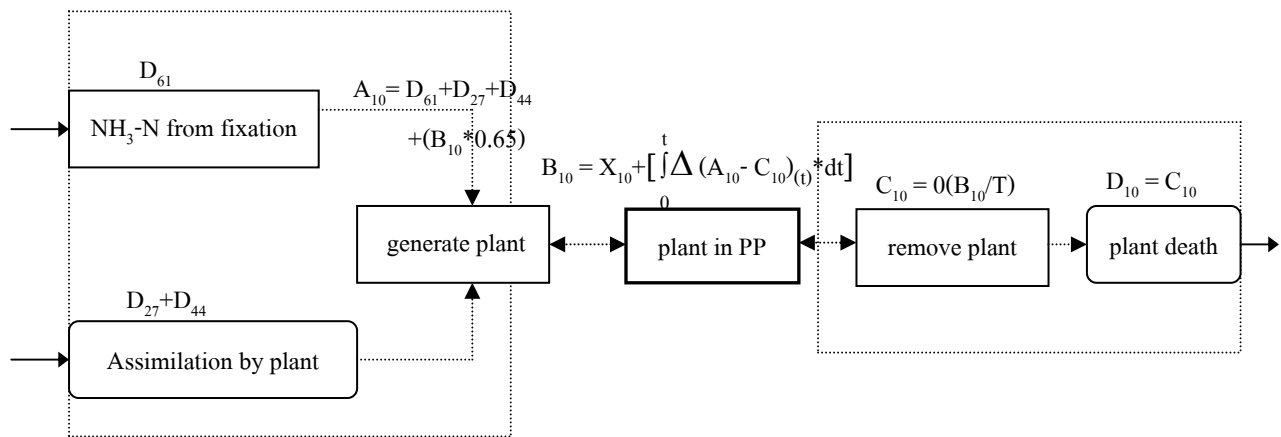 D₆₁
NH₃-N from fixation
A₁₀= D₆₁+D₂₇+D₄₄
+(B₁₀*0.65)
generate plant
D₂₇+D₄₄
Assimilation by plant
t
B₁₀ = X₁₀+[∫Δ (A₁₀- C₁₀)₍t₎*dt]
0
plant in PP
C₁₀ = 0(B₁₀/T)
remove plant
D₁₀ = C₁₀
plant death